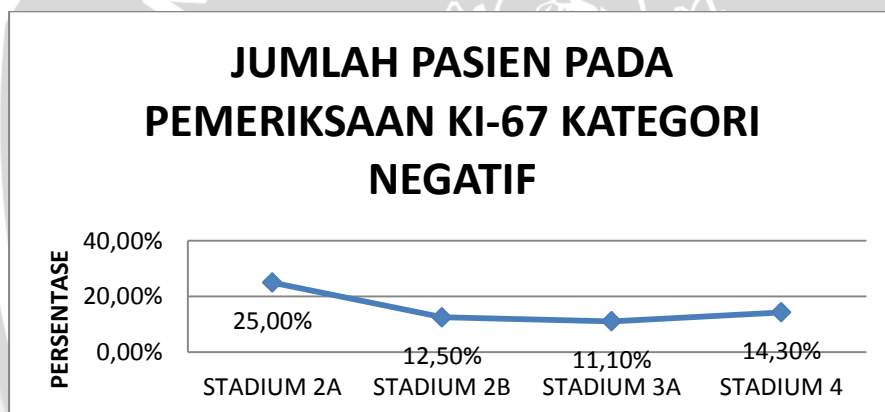 JUMLAH PASIEN PADA
PEMERIKSAAN KI-67 KATEGORI
NEGATIF
PERSENTASE
40,00%
20,00%
0,00%
25,00%
12,50%
11,10%
14,30%
STADIUM 2A
STADIUM 2B
STADIUM 3A
STADIUM 4